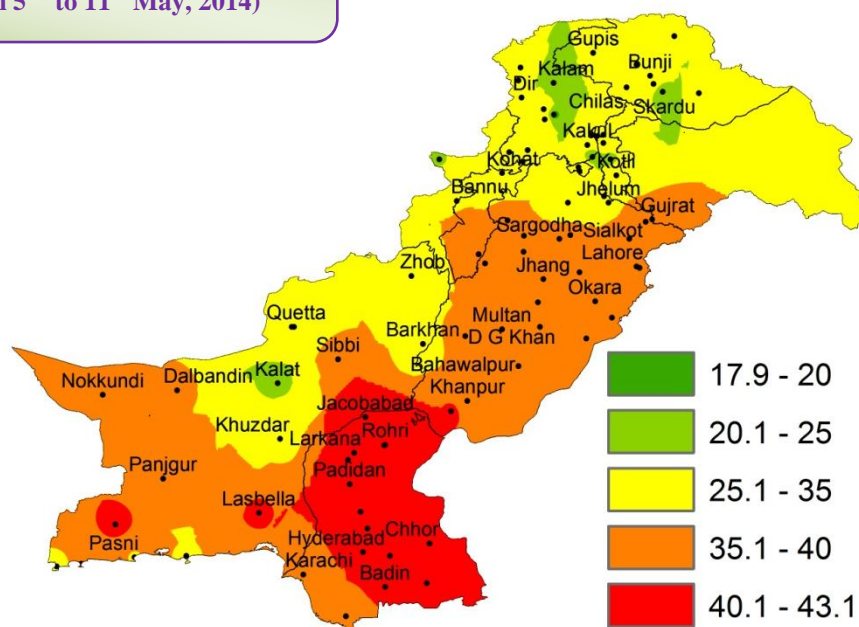 to 11 May, 2014)
Gupis
Bunji
Kalam
Dir
Chilas
Skardu
Kakul
Kohat
Kotli
Bannu
Jhelum
Gujrat
Sargodha
Sialkot
Lahore
Zhob
Jhang
Okara
Quetta
Multan
Barkhan
D G Khan
Sibbi
Bahawalpur
Nokkundi
Dalbandin
Kalat
Khanpur
Jacobabad
Khuzdar
Larkana
Rohri
Panjgur
Padidan
Lasbella
Pasni
Hyderabad
Chhor
Karachi
Badin
17.9 - 20
20.1 - 25
25.1 - 35
35.1 - 40
40.1 - 43.1